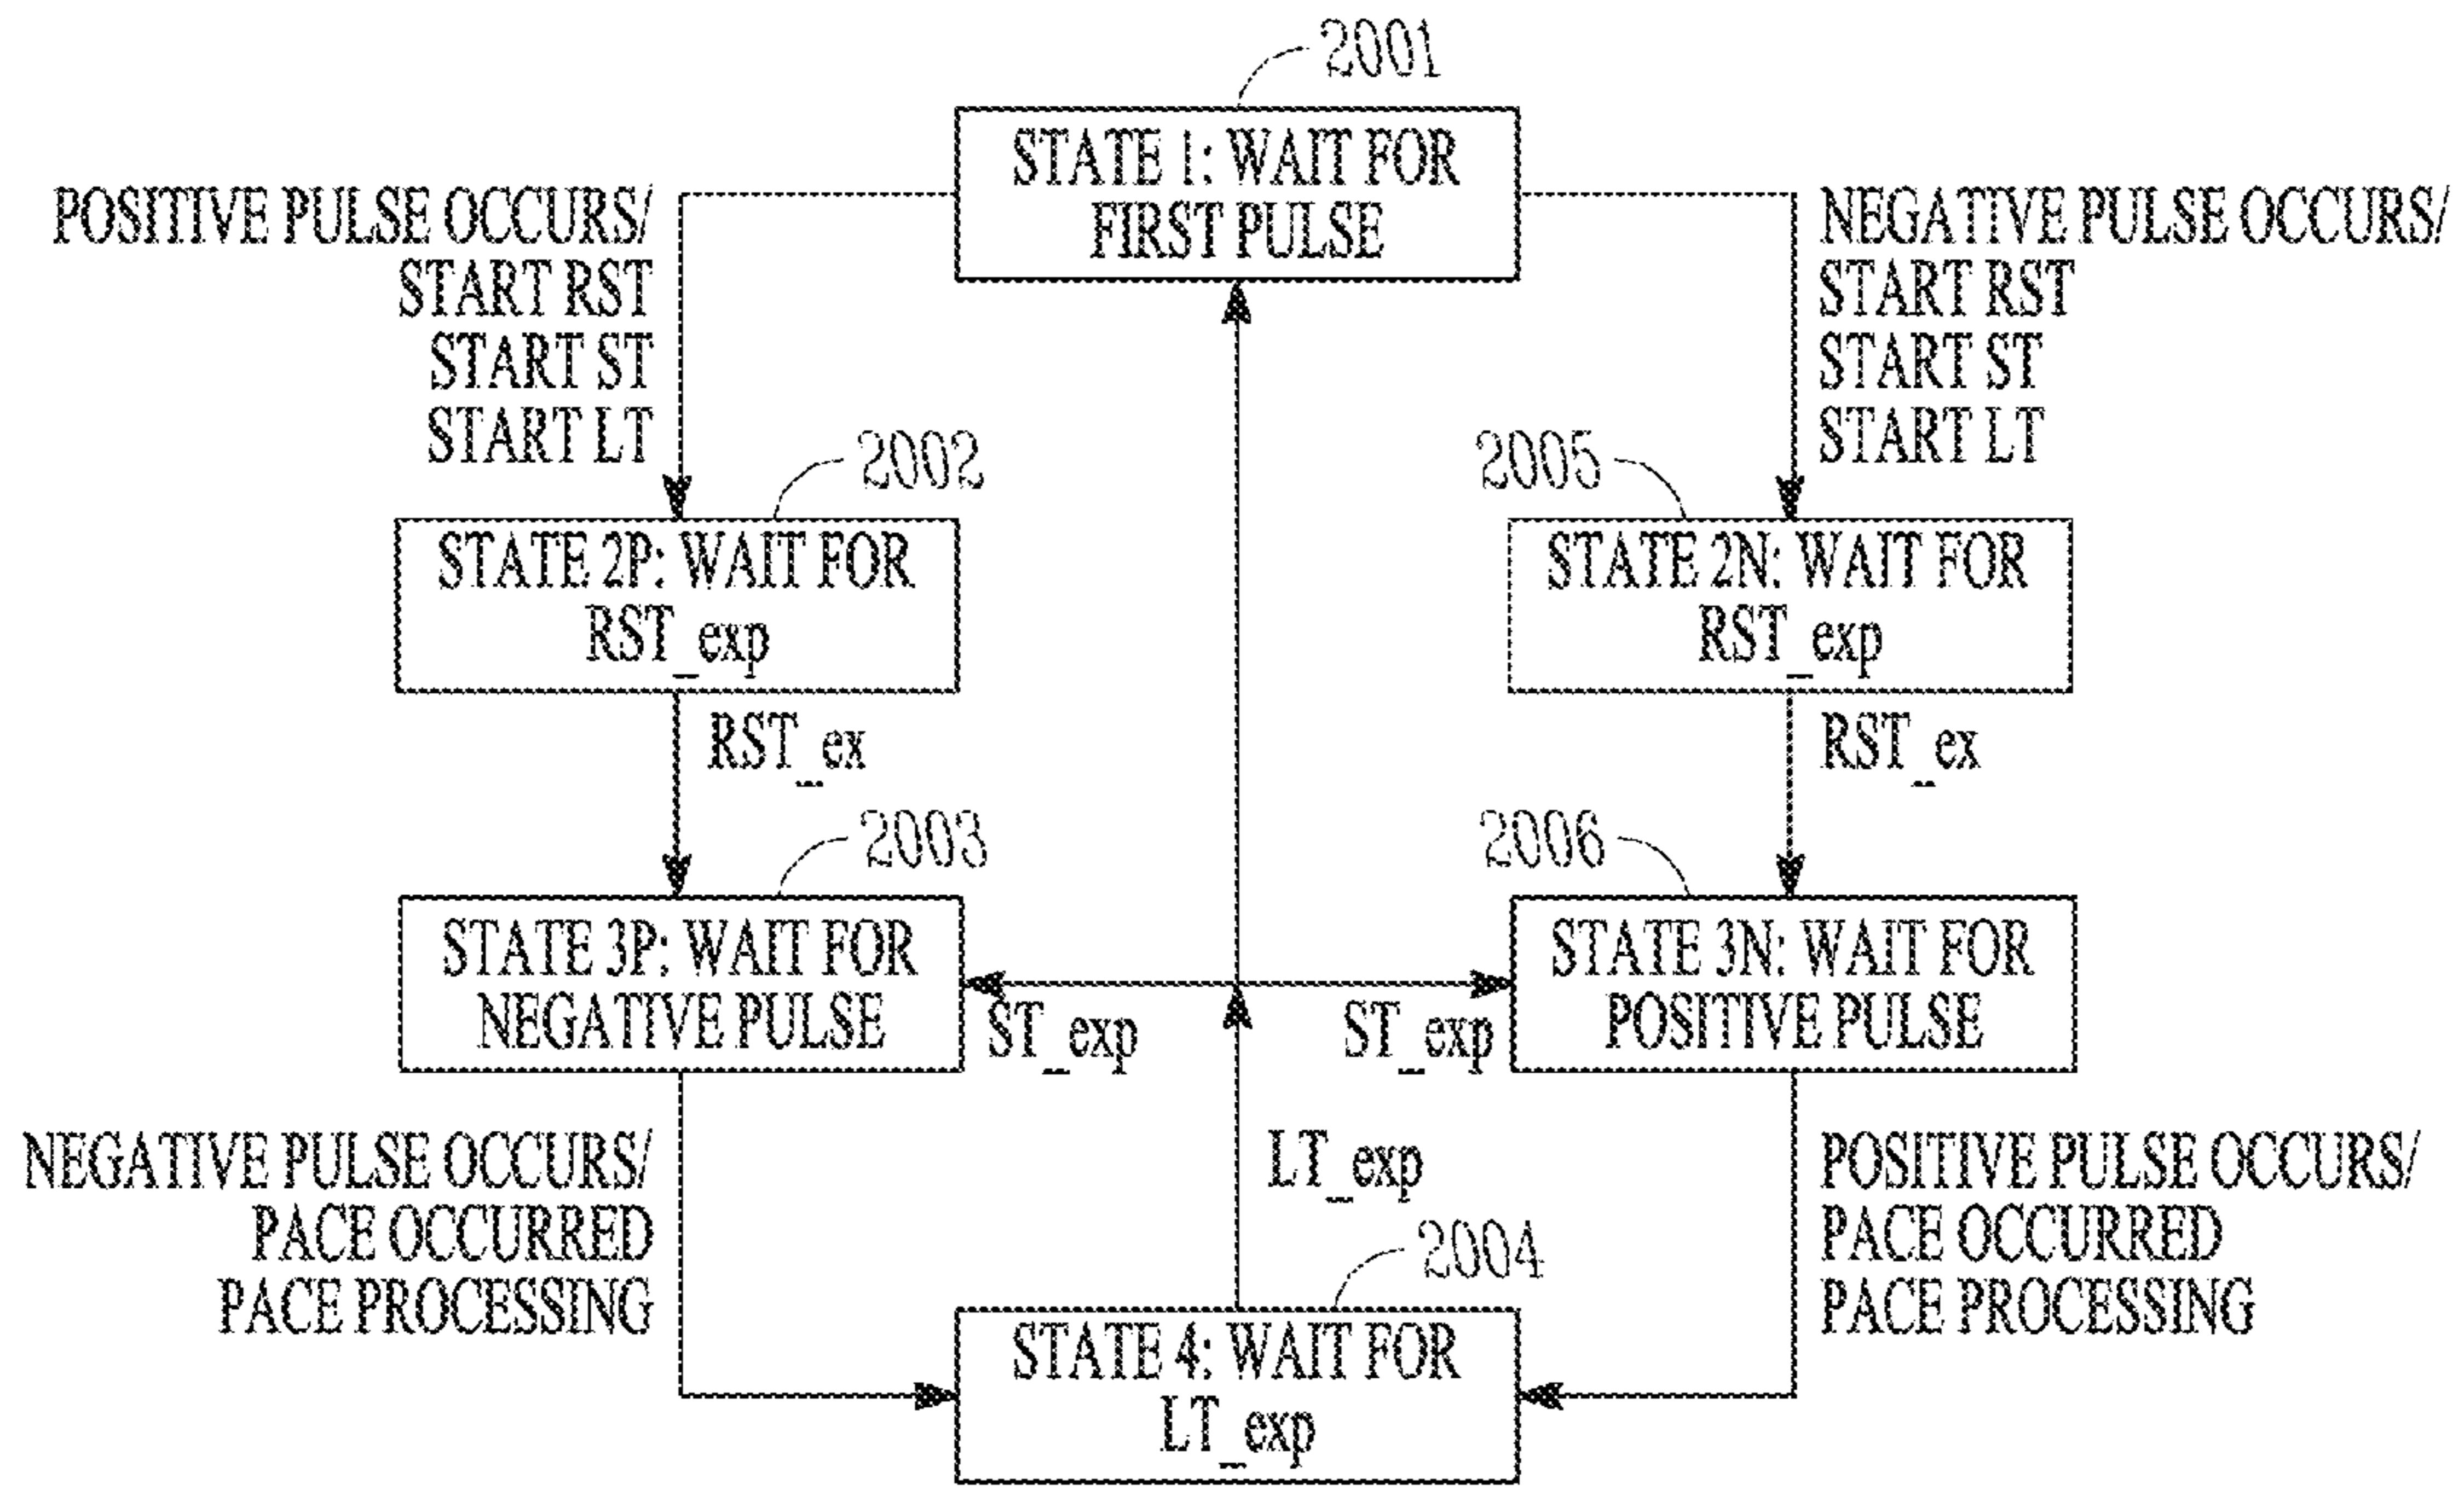 2001
STATE 1: WAIT FOR
FIRST PULSE
POSITIVE PULSE OCCURS/
START RST
START ST
START LT
NEGATIVE PULSE OCCURS/
START RST
START ST
START LT
2002
STATE 2P: WAIT FOR
RST_exp
2005
STATE 2N: WAIT FOR
RST_exp
RST_ex
RST_ex
2003
STATE 3P: WAIT FOR
NEGATIVE PULSE
2006
STATE 3N: WAIT FOR
POSITIVE PULSE
ST_exp
ST_exp
NEGATIVE PULSE OCCURS/
PACE OCCURRED
PACE PROCESSING
LT_exp
POSITIVE PULSE OCCURS/
PACE OCCURRED
PACE PROCESSING
2004
STATE 4: WAIT FOR
LT_exp